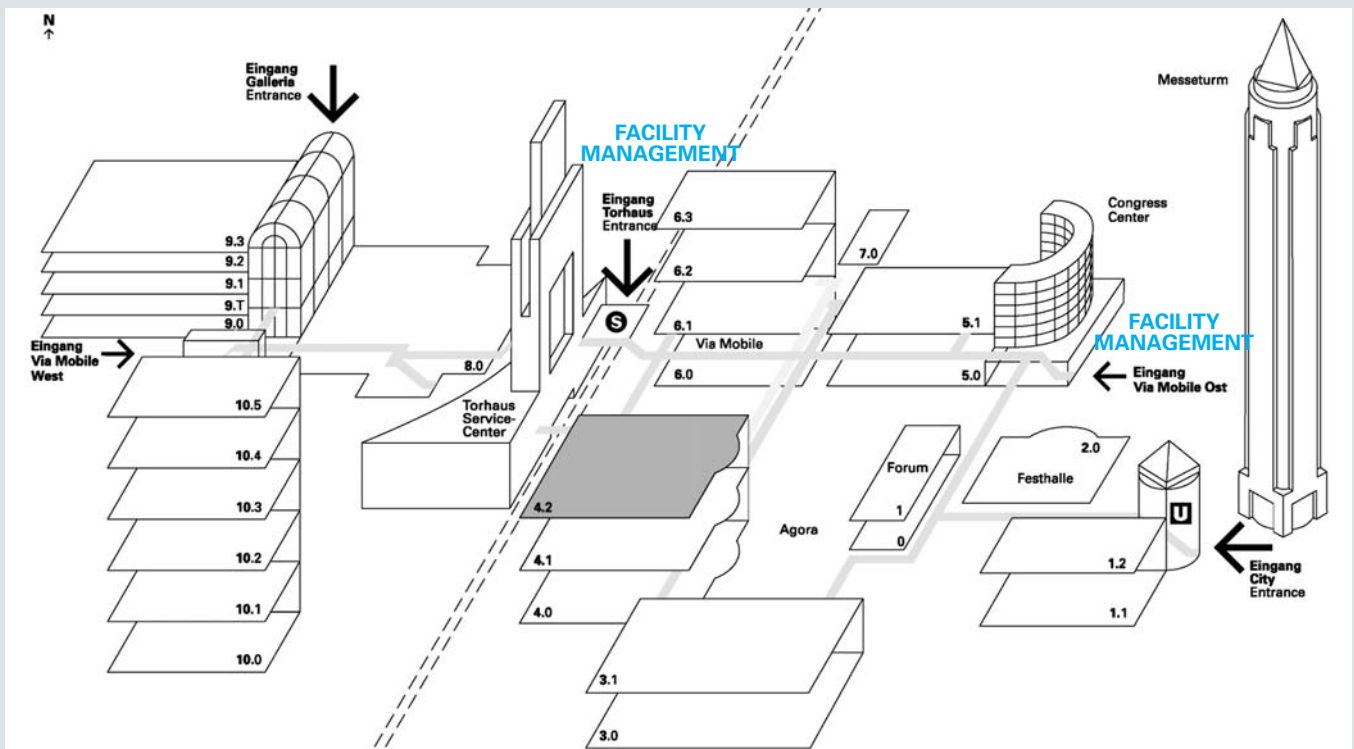 N
Eingang
Galleria
Entrance
FACILITY
MANAGEMENT
Messeturm
Eingang
Torhaus
Entrance
Congress
Center
9.3
9.2
9.1
9.T
9.0
6.3
6.2
6.1
6.0
7.0
5.1
5.0
S
Via Mobile
FACILITY
MANAGEMENT
Eingang
Via Mobile
West
8.0
Eingang
Via Mobile Ost
Torhaus
Service-
Center
10.5
10.4
10.3
10.2
10.1
10.0
4.2
4.1
4.0
Agora
Forum
1
0
2.0
Festhalle
U
1.2
1.1
Eingang
City
Entrance
3.1
3.0